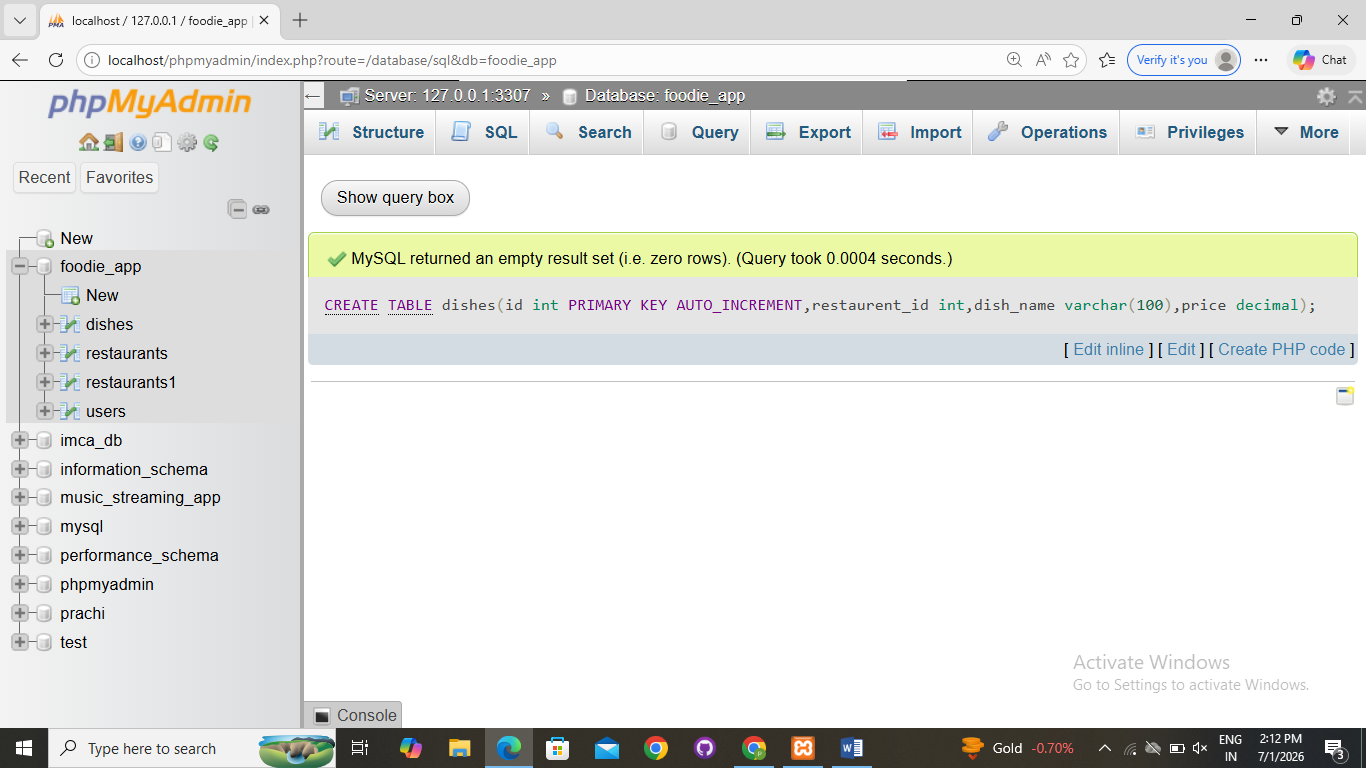 localhost / 127.0.0.1 / foodie_app
localhost/phpmyadmin/index.php?route=/database/sql&db=foodie_app
Verify it's you
Chat
phpMyAdmin
Recent
Favorites
New
foodie_app
New
dishes
restaurants
restaurants1
users
imca_db
information_schema
music_streaming_app
mysql
performance_schema
phpmyadmin
prachi
test
Server: 127.0.0.1:3307 » Database: foodie_app
Structure
SQL
Search
Query
Export
Import
Operations
Privileges
More
Show query box
MySQL returned an empty result set (i.e. zero rows). (Query took 0.0004 seconds.)
CREATE TABLE dishes(id int PRIMARY KEY AUTO_INCREMENT,restaurent_id int,dish_name varchar(100),price decimal);
[ Edit inline ] [ Edit ] [ Create PHP code ]
Activate Windows
Go to Settings to activate Windows.
Console
Type here to search
Gold -0.70%
ENG
IN
2:12 PM
7/1/2026
3